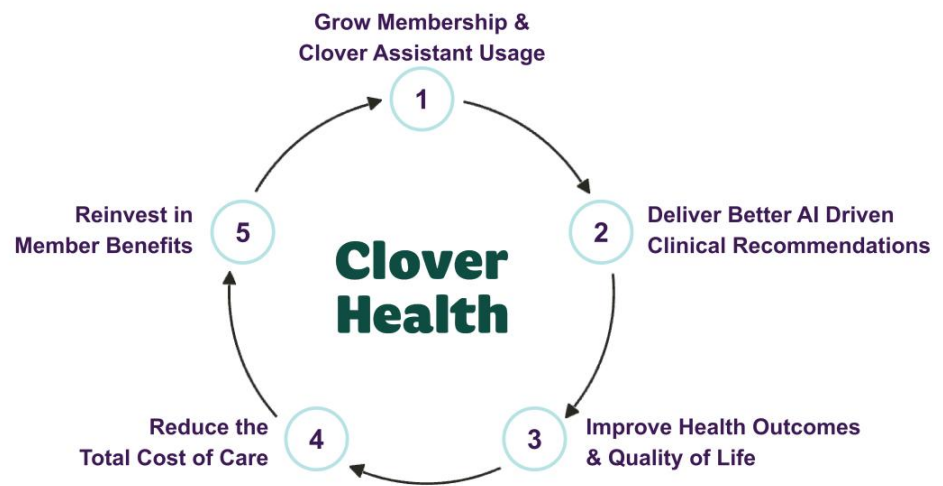 Grow Membership &
Clover Assistant Usage
1
2
Deliver Better AI Driven
Clinical Recommendations
3
Improve Health Outcomes
& Quality of Life
4
Reduce the
Total Cost of Care
5
Reinvest in
Member Benefits
Clover
Health